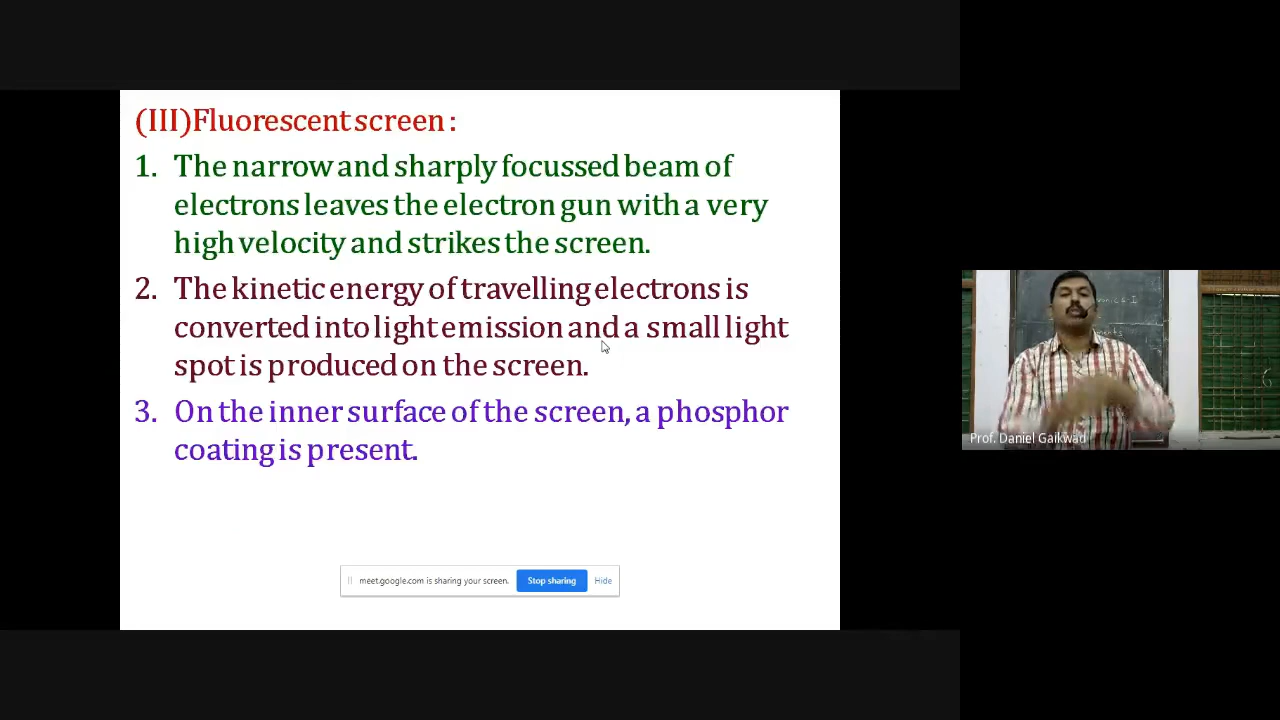 (III)Fluorescent screen :
1. The narrow and sharply focussed beam of
electrons leaves the electron gun with a very
high velocity and strikes the screen.
2. The kinetic energy of travelling electrons is
converted into light emission and a small light
spot is produced on the screen.
3. On the inner surface of the screen, a phosphor
coating is present.
meet.google.com is sharing your screen. Stop sharing Hide
Prof. Daniel Gaikwad